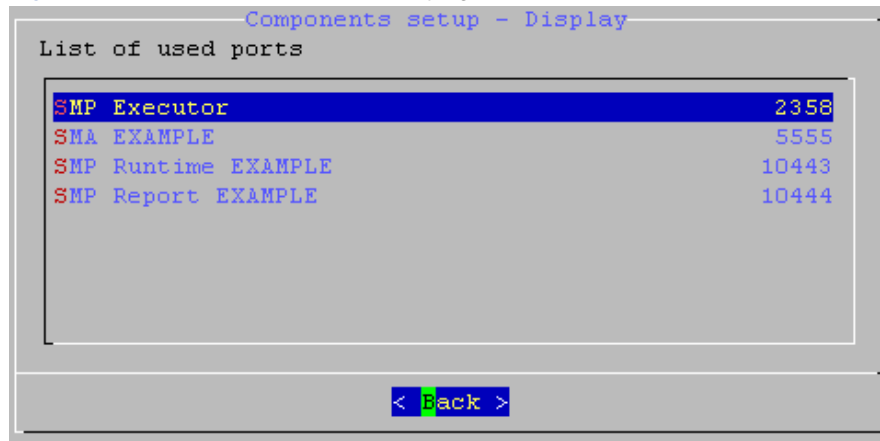 Components setup - Display
List of used ports
SMP Executor 2358
SMA EXAMPLE 5555
SMP Runtime EXAMPLE 10443
SMP Report EXAMPLE 10444
< Back >